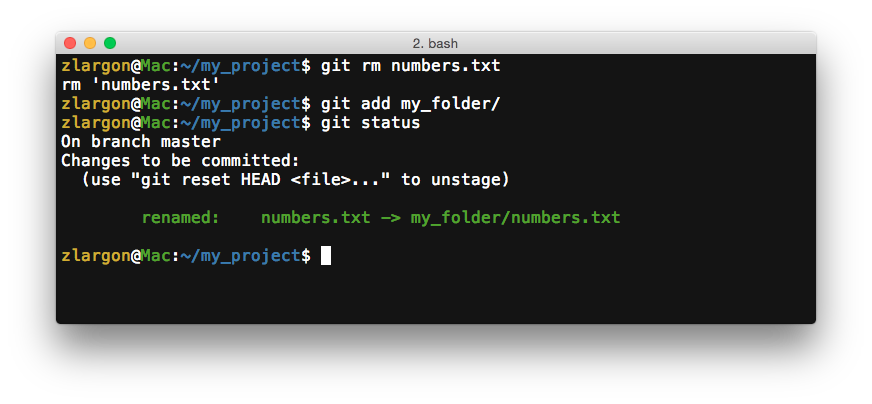 2. bash
zlargon@Mac:~/my_project$ git rm numbers.txt
rm 'numbers.txt'
zlargon@Mac:~/my_project$ git add my_folder/
zlargon@Mac:~/my_project$ git status
On branch master
Changes to be committed:
  (use "git reset HEAD <file>..." to unstage)
        renamed:    numbers.txt -> my_folder/numbers.txt
zlargon@Mac:~/my_project$